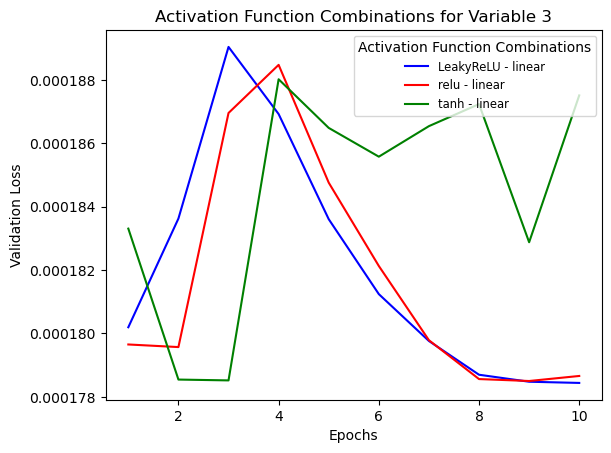 Activation Function Combinations for Variable 3
Activation Function Combinations
LeakyReLU - linear
relu - linear
tanh - linear
Validation Loss
0.000188
0.000186
0.000184
0.000182
0.000180
0.000178
2 4 6 8 10
Epochs